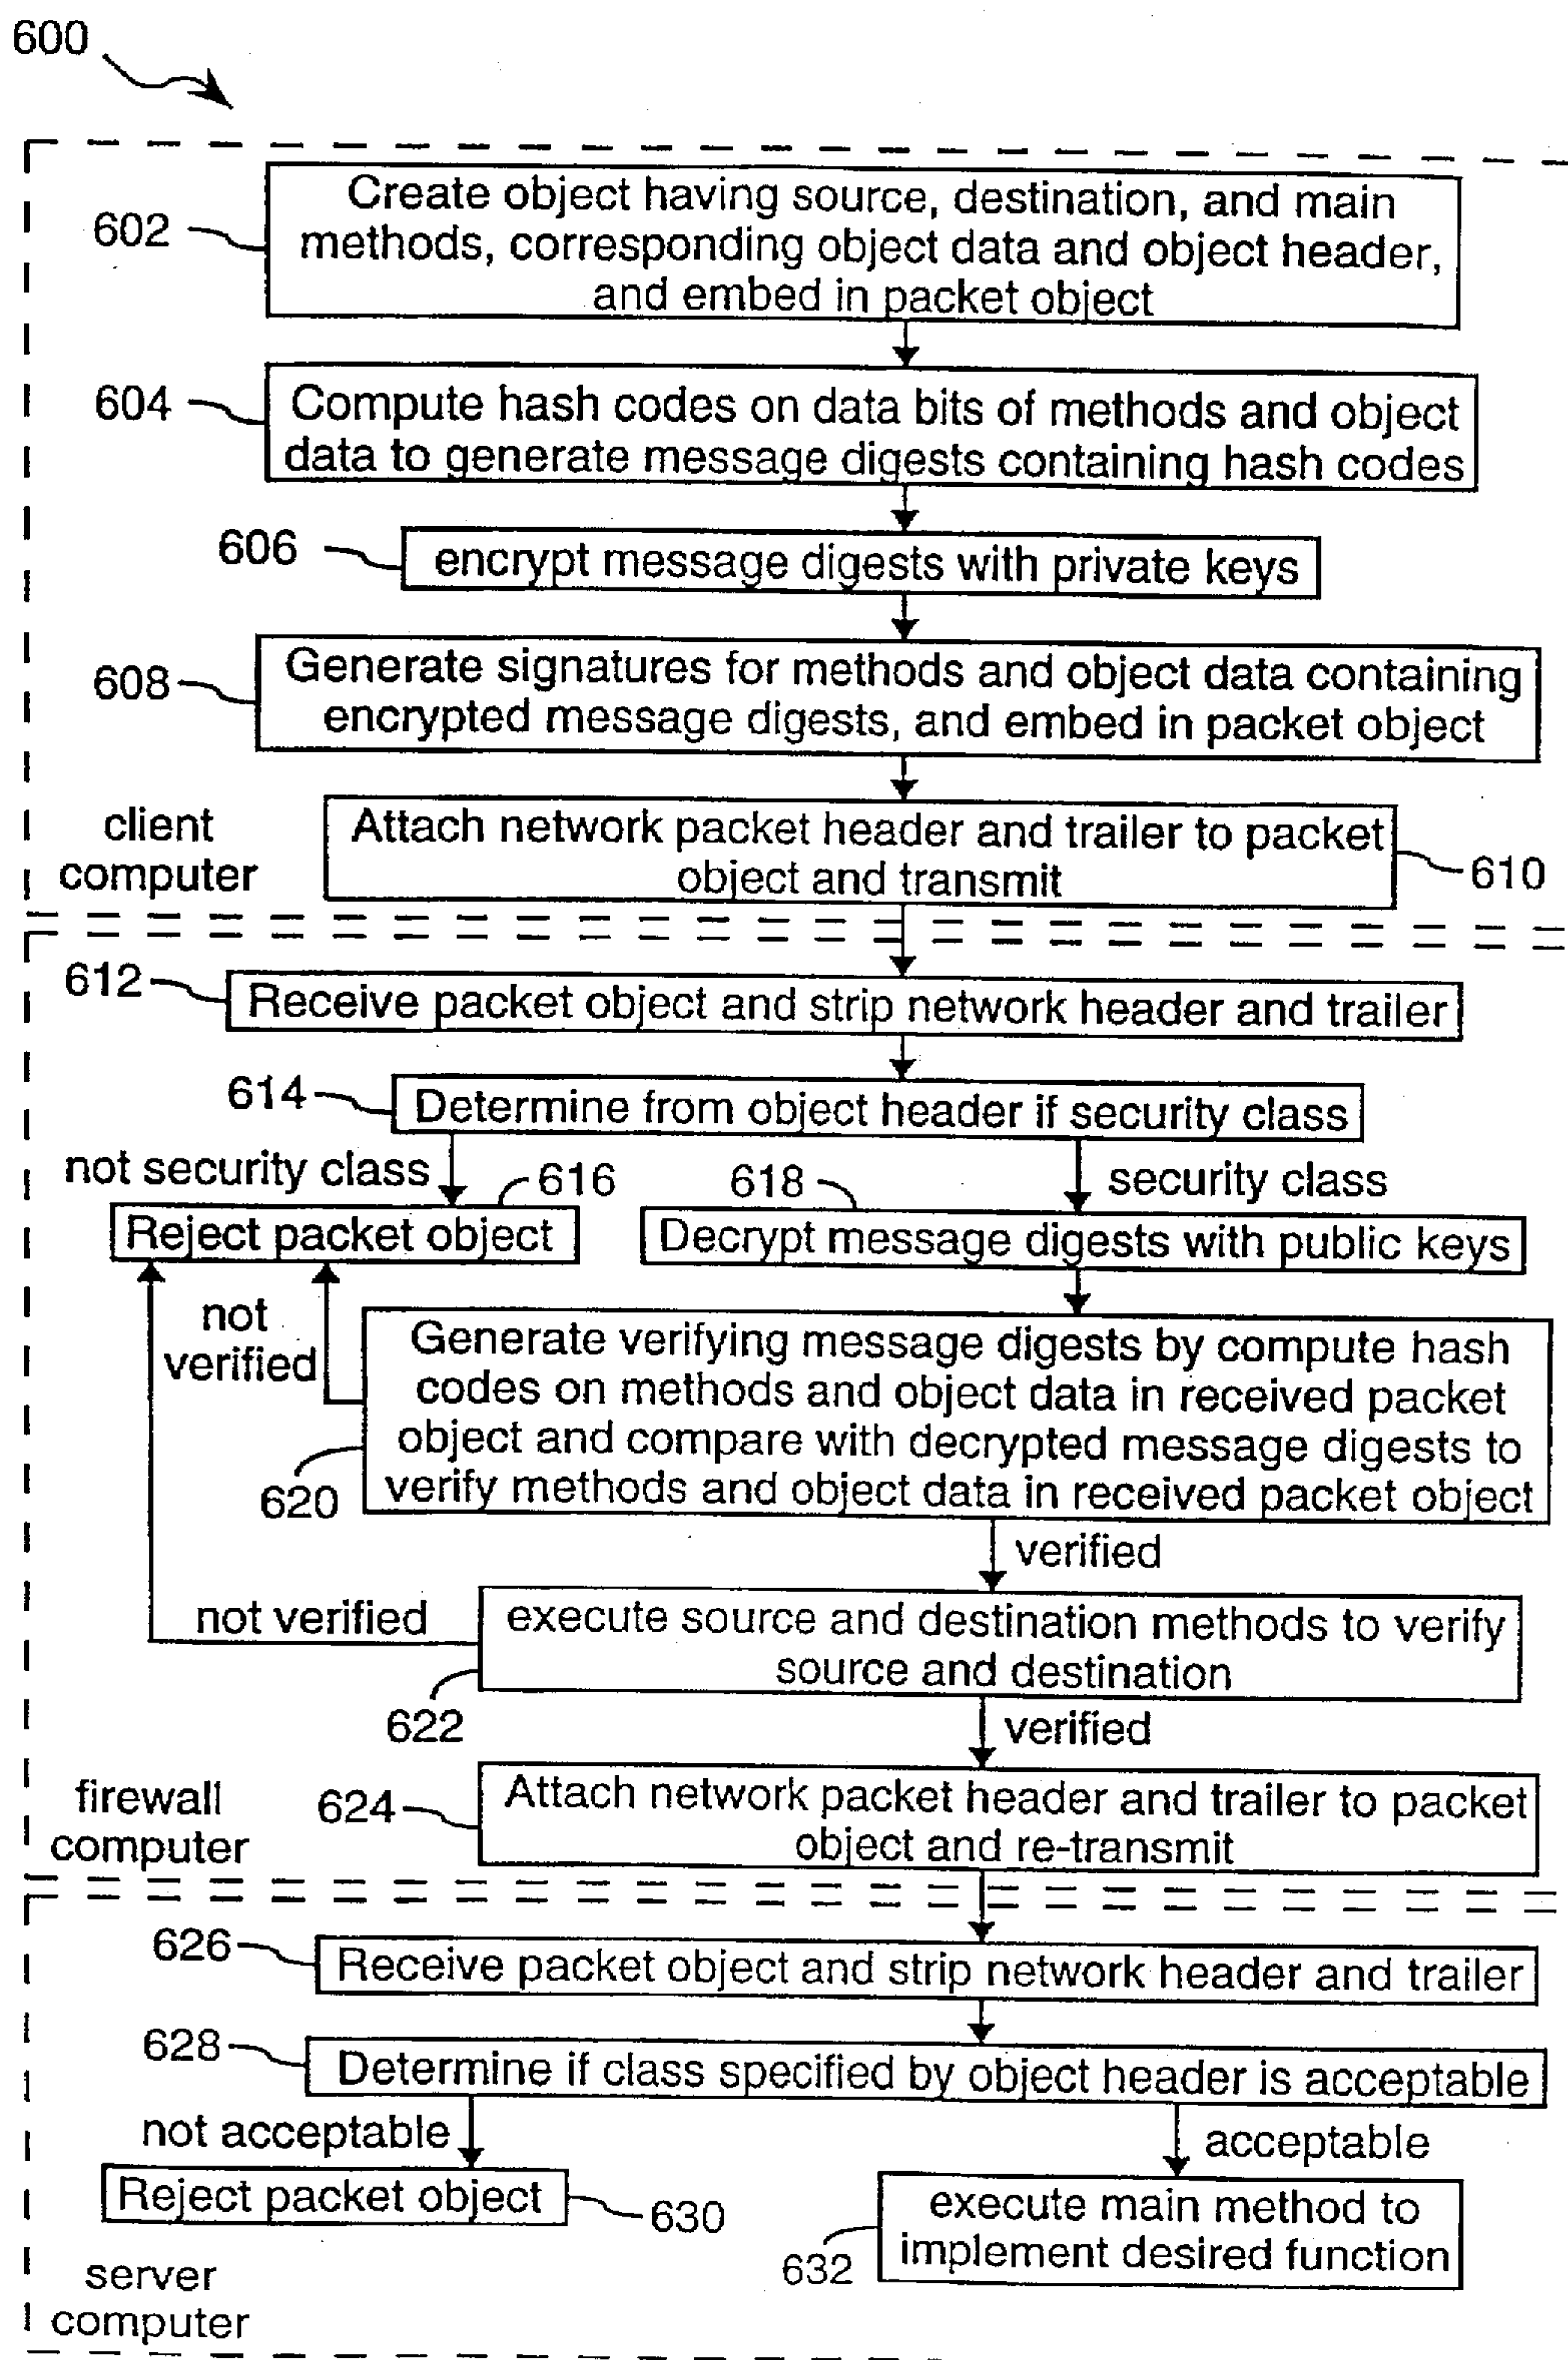 600
602
Create object having source, destination, and main
methods, corresponding object data and object header,
and embed in packet object
604
Compute hash codes on data bits of methods and object
data to generate message digests containing hash codes
606
encrypt message digests with private keys
608
Generate signatures for methods and object data containing
encrypted message digests, and embed in packet object
client
computer
Attach network packet header and trailer to packet
object and transmit
610
612
Receive packet object and strip network header and trailer
614
Determine from object header if security class
not security class
616
618
security class
Reject packet object
Decrypt message digests with public keys
not
verified
Generate verifying message digests by compute hash
codes on methods and object data in received packet
object and compare with decrypted message digests to
verify methods and object data in received packet object
620
verified
not verified
execute source and destination methods to verify
source and destination
622
verified
firewall
computer
624
Attach network packet header and trailer to packet
object and re-transmit
626
Receive packet object and strip network header and trailer
628
Determine if class specified by object header is acceptable
not acceptable
acceptable
Reject packet object
630
execute main method to
implement desired function
632
server
computer